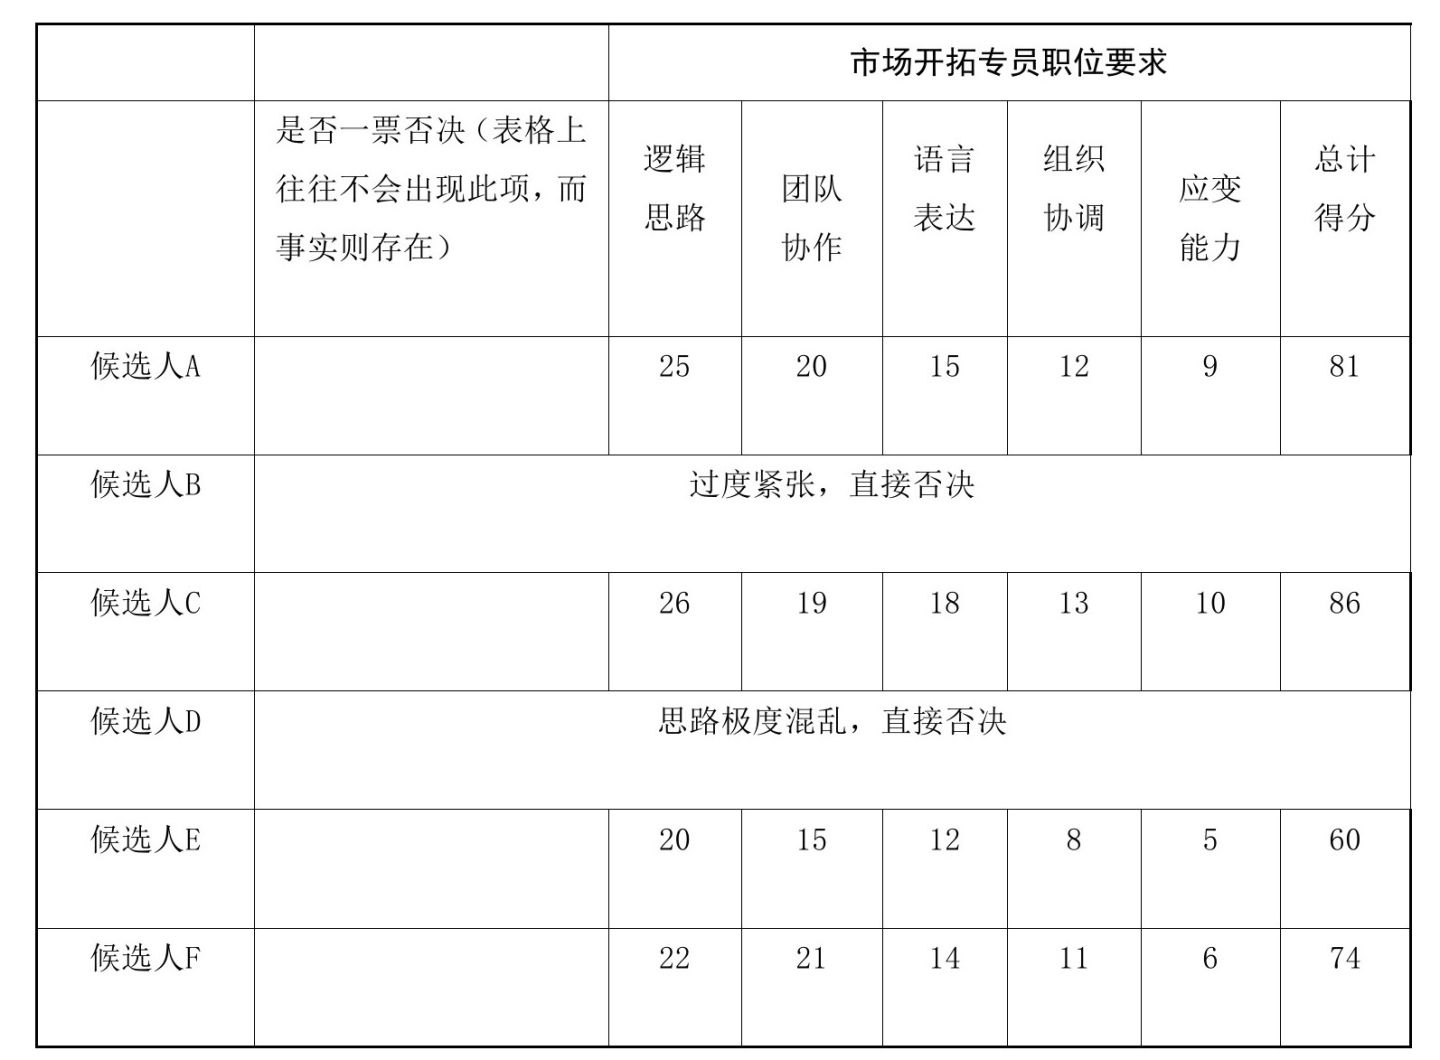 市场开拓专员职位要求
是否一票否决（表格上
往往不会出现此项，而
事实则存在）
逻辑
思路
团队
协作
语言
表达
组织
协调
应变
能力
总计
得分
候选人A 25 20 15 12 9 81
候选人B 过度紧张，直接否决
候选人C 26 19 18 13 10 86
候选人D 思路极度混乱，直接否决
候选人E 20 15 12 8 5 60
候选人F 22 21 14 11 6 74